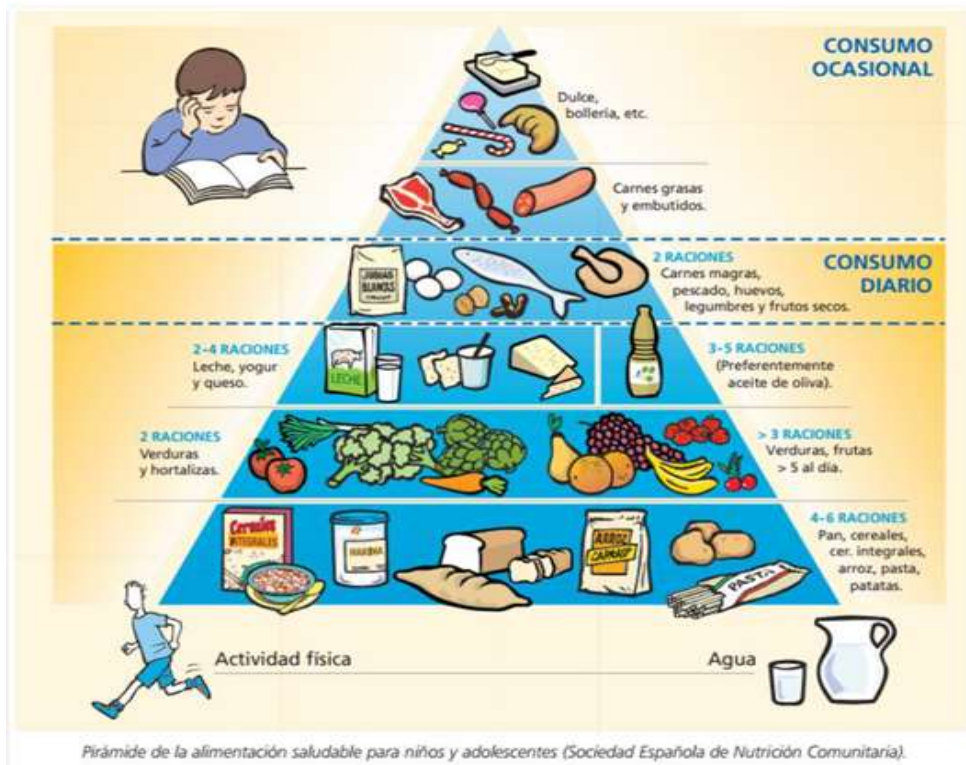 CONSUMO
OCASIONAL
Dulce,
bollería, etc.
Carnes grasas
y embutidos.
2 RACIONES
Carnes magras,
pescado, huevos,
legumbres y frutos secos.
CONSUMO
DIARIO
JUDIAS
BLANCAS
2-4 RACIONES
Leche, yogur
y queso.
LECHE
3-5 RACIONES
(Preferentemente
aceite de oliva).
2 RACIONES
Verduras
y hortalizas.
> 3 RACIONES
Verduras, frutas
> 5 al día.
Cereales
INTEGRALES
HARINA
ARROZ
PASTA
4-6 RACIONES
Pan, cereales,
cer. integrales,
arroz, pasta,
patatas.
Actividad física
Agua
Pirámide de la alimentación saludable para niños y adolescentes (Sociedad Española de Nutrición Comunitaria).